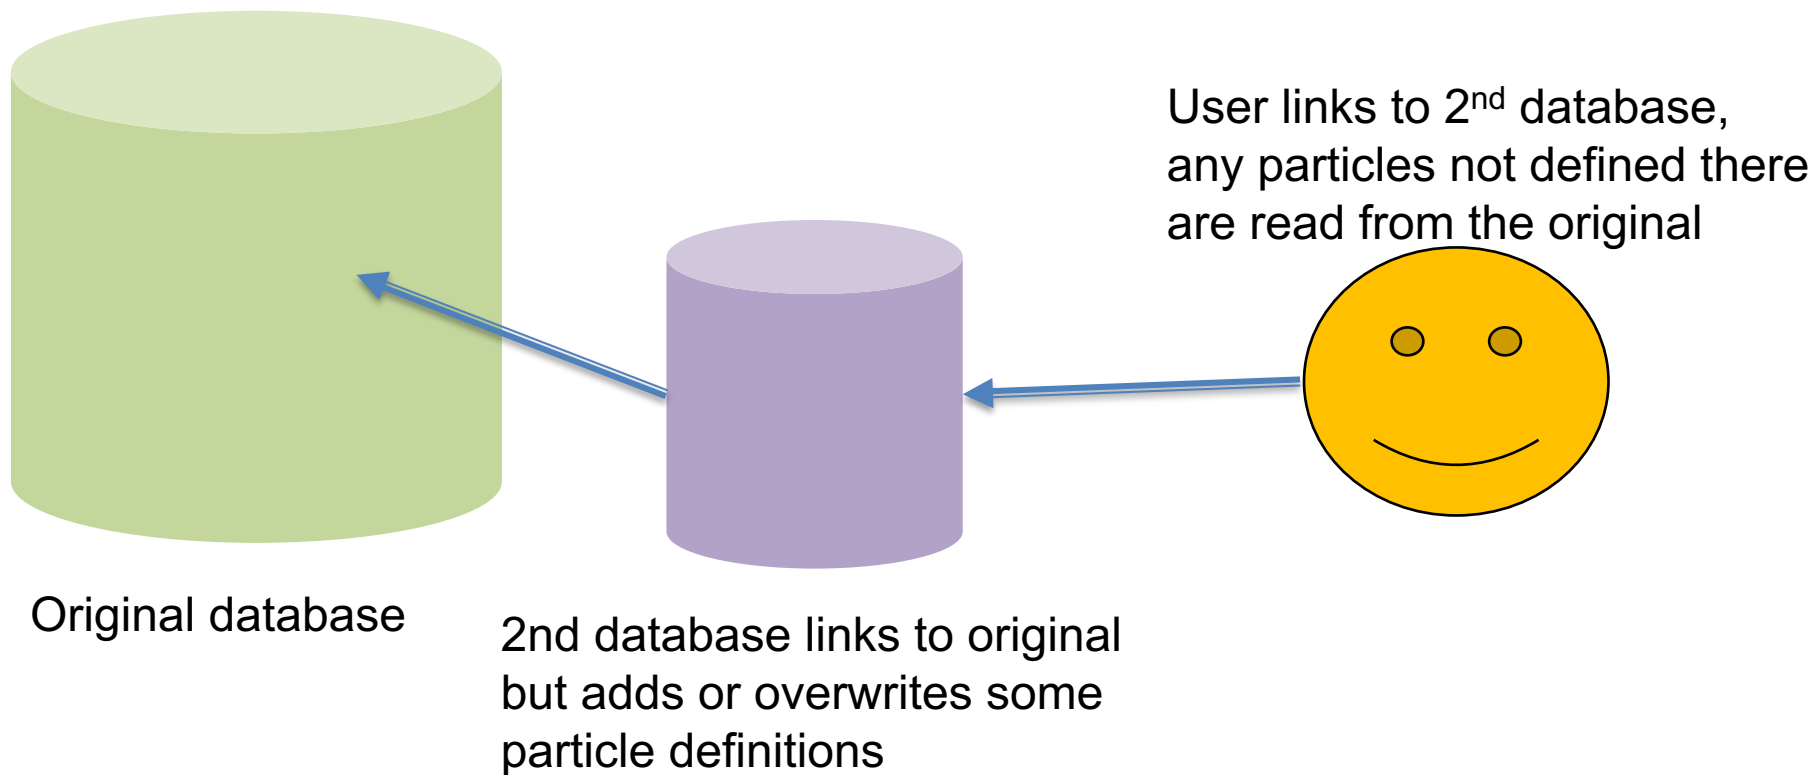 User links to 2nd database,
any particles not defined there
are read from the original
Original database
2nd database links to original
but adds or overwrites some
particle definitions